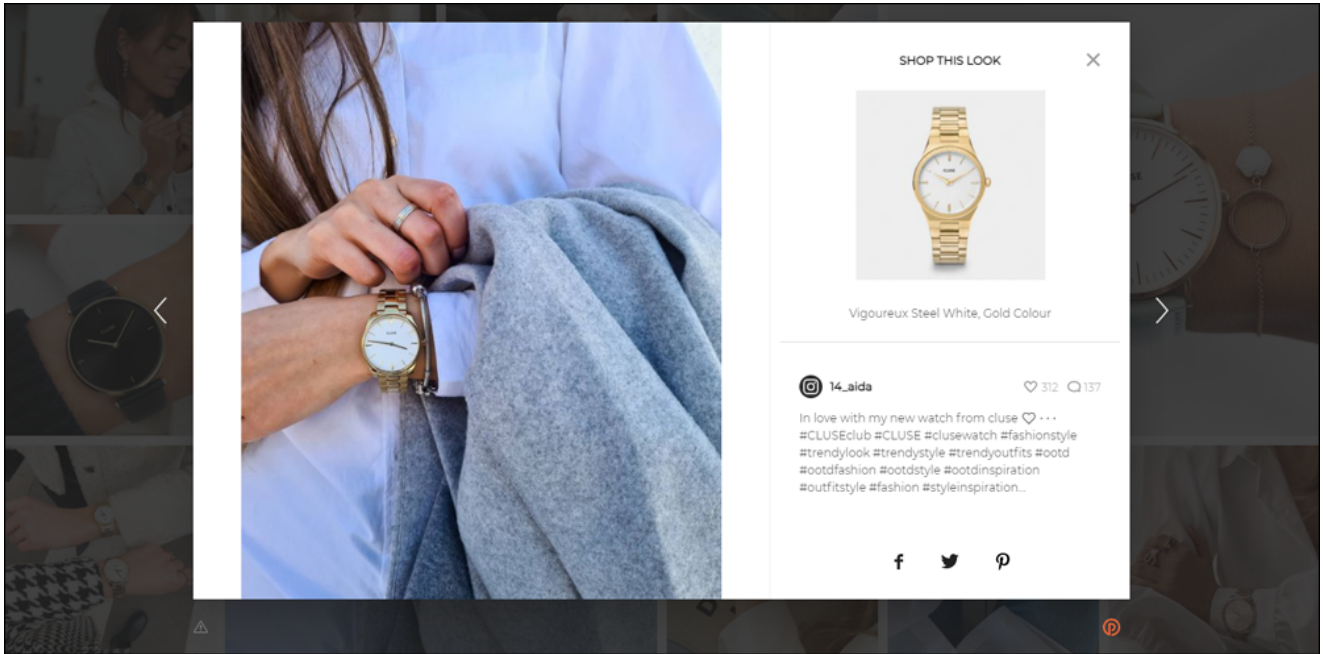 SHOP THIS LOOK
CLUSE
Vigoureux Steel White, Gold Colour
14_aida
312 137
In love with my new watch from cluse ♡ · · ·
#CLUSEclub #CLUSE #clusewatch #fashionstyle
#trendylook #trendystyle #trendyoutfits #ootd
#ootdfashion #ootdstyle #ootdinspiration
#outfitstyle #fashion #styleinspiration...